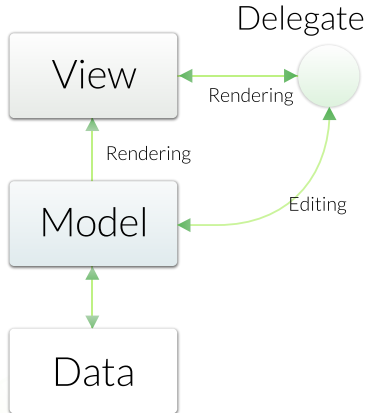 Delegate
View
Rendering
Rendering
Model
Editing
Data